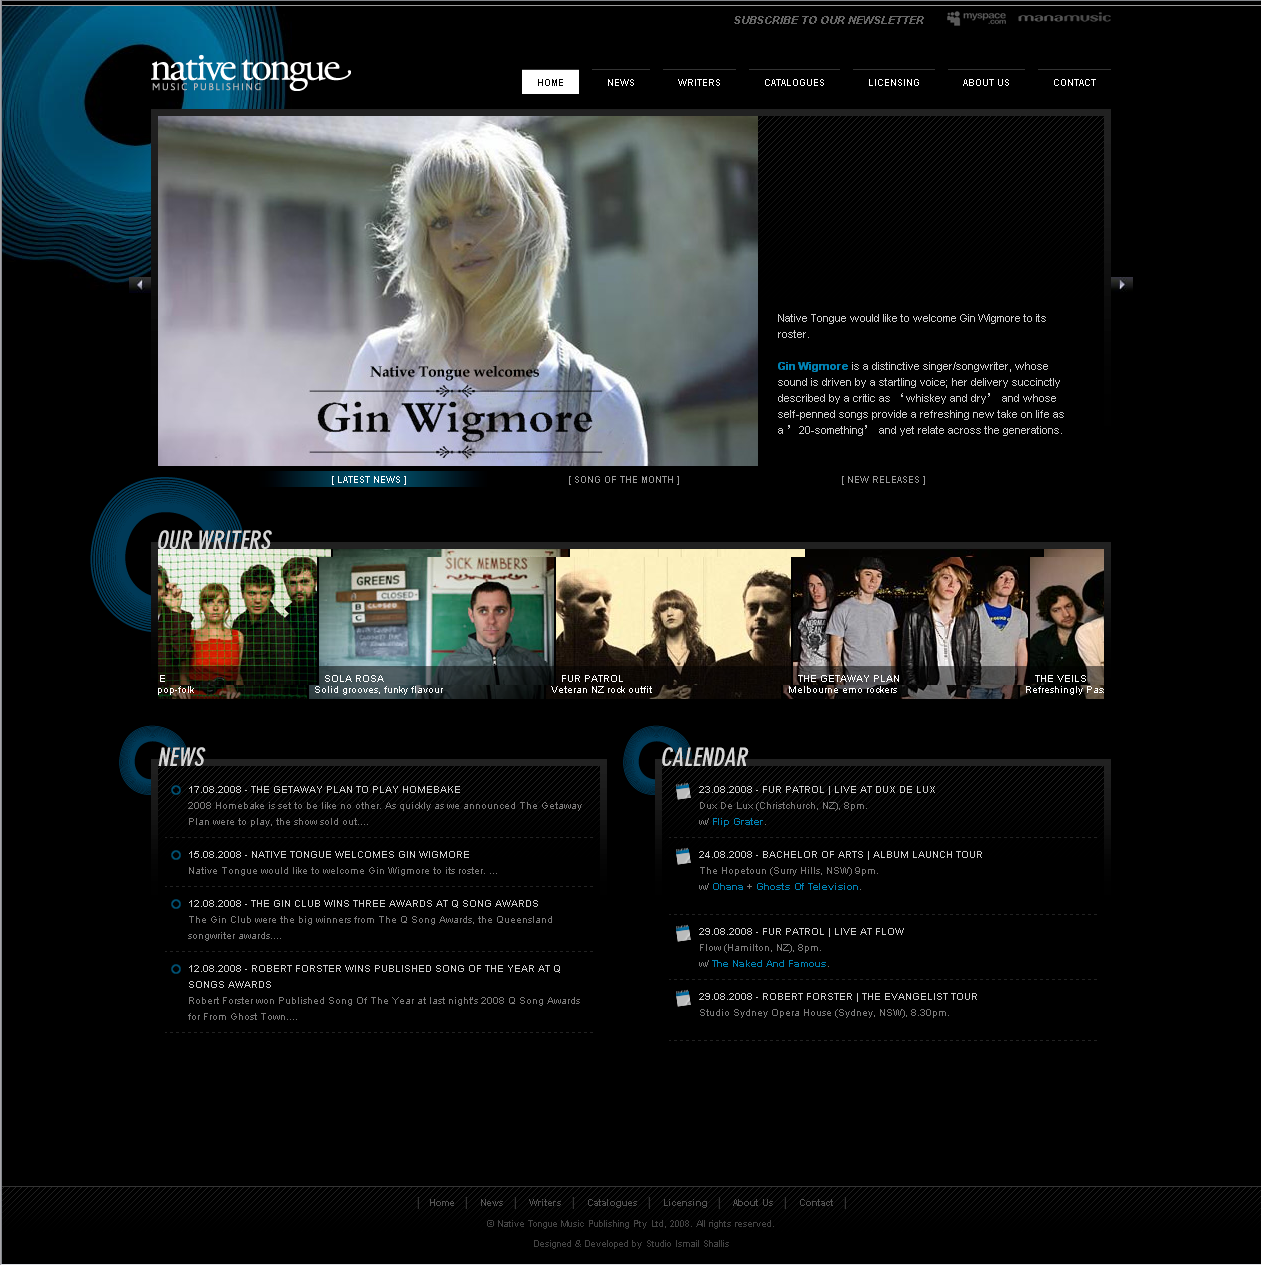 SUBSCRIBE TO OUR NEWSLETTER
myspace.com
manamusic
native tongue
MUSIC PUBLISHING
HOME
NEWS
WRITERS
CATALOGUES
LICENSING
ABOUT US
CONTACT
Native Tongue welcomes
Gin Wigmore
Native Tongue would like to welcome Gin Wigmore to its
roster.
Gin Wigmore is a distinctive singer/songwriter, whose
sound is driven by a startling voice; her delivery succinctly
described by a critic as ‘whiskey and dry’ and whose
self-penned songs provide a refreshing new take on life as
a ’20-something’ and yet relate across the generations.
[ LATEST NEWS ]
[ SONG OF THE MONTH ]
[ NEW RELEASES ]
OUR WRITERS
GREENS
CLOSED
B CLOSED
SICK MEMBERS
E
pop-folk
SOLA ROSA
Solid grooves, funky flavour
FUR PATROL
Veteran NZ rock outfit
THE GETAWAY PLAN
Melbourne emo rockers
THE VEILS
Refreshingly Pas
NEWS
17.08.2008 - THE GETAWAY PLAN TO PLAY HOMEBAKE
2008 Homebake is set to be like no other. As quickly as we announced The Getaway
Plan were to play, the show sold out....
15.08.2008 - NATIVE TONGUE WELCOMES GIN WIGMORE
Native Tongue would like to welcome Gin Wigmore to its roster. ...
12.08.2008 - THE GIN CLUB WINS THREE AWARDS AT Q SONG AWARDS
The Gin Club were the big winners from The Q Song Awards, the Queensland
songwriter awards....
12.08.2008 - ROBERT FORSTER WINS PUBLISHED SONG OF THE YEAR AT Q
SONGS AWARDS
Robert Forster won Published Song Of The Year at last night's 2008 Q Song Awards
for From Ghost Town....
CALENDAR
23.08.2008 - FUR PATROL | LIVE AT DUX DE LUX
Dux De Lux (Christchurch, NZ), 8pm.
w/ Flip Grater.
24.08.2008 - BACHELOR OF ARTS | ALBUM LAUNCH TOUR
The Hopetoun (Surry Hills, NSW) 9pm.
w/ Ohana + Ghosts Of Television.
29.08.2008 - FUR PATROL | LIVE AT FLOW
Flow (Hamilton, NZ), 8pm.
w/ The Naked And Famous.
29.08.2008 - ROBERT FORSTER | THE EVANGELIST TOUR
Studio Sydney Opera House (Sydney, NSW), 8.30pm.
| Home | News | Writers | Catalogues | Licensing | About Us | Contact |
© Native Tongue Music Publishing Pty Ltd, 2008. All rights reserved.
Designed & Developed by Studio Ismail Shallis